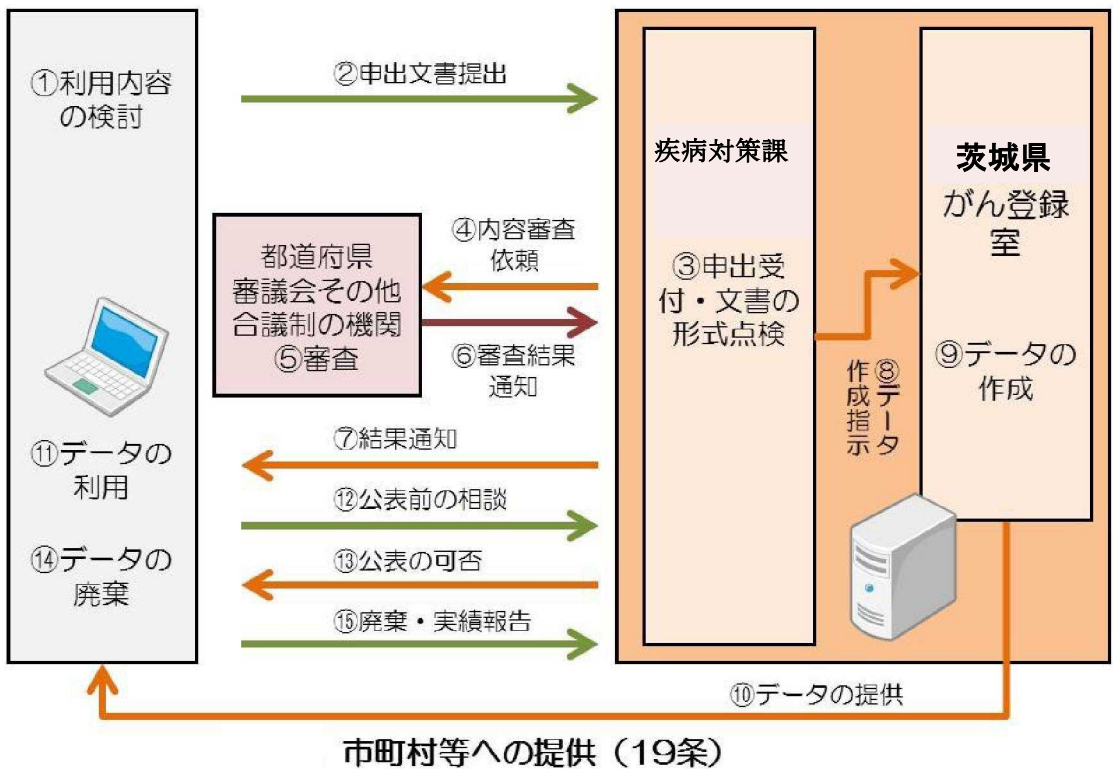 ①利用内容
の検討
②申出文書提出
疾病対策課
茨城県
がん登録
室
都道府県
審議会その他
合議制の機関
⑤審査
④内容審査
依頼
③申出受
付・文書の
形式点検
⑥審査結果
通知
⑧データ
作成指示
⑨データの
作成
⑦結果通知
⑪データの
利用
⑫公表前の相談
⑬公表の可否
⑭データの
廃棄
⑮廃棄・実績報告
⑩データの提供
市町村等への提供（19条）